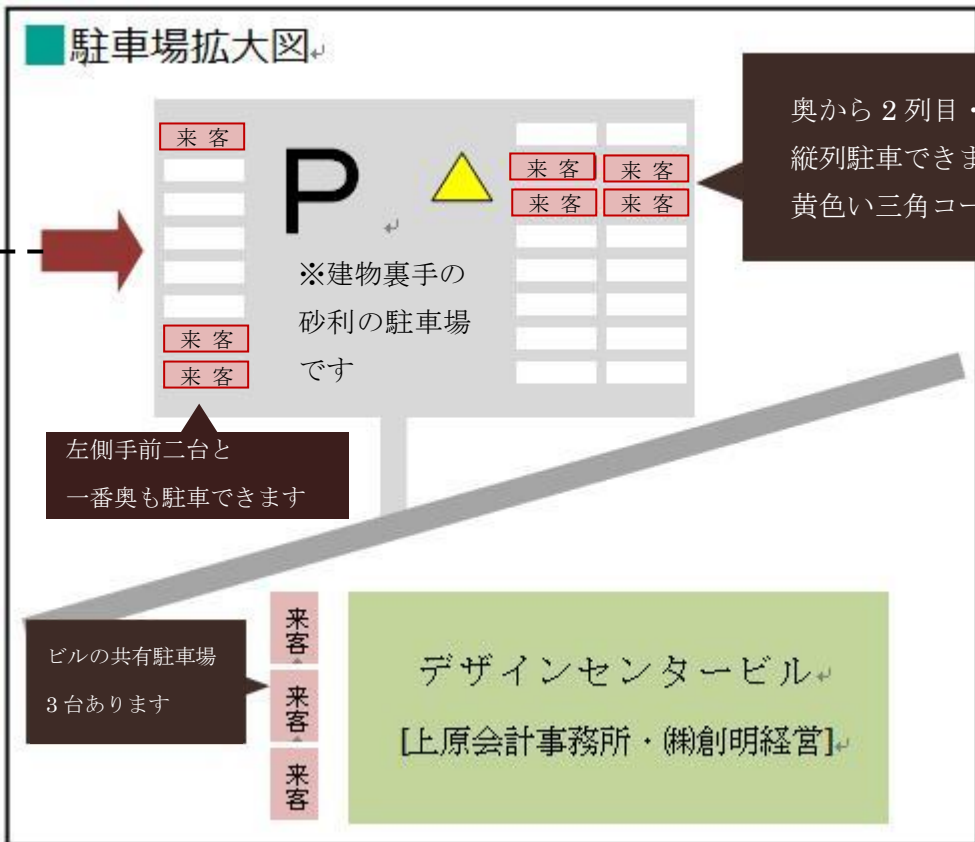 駐車場拡大図
来 客
P
来 客 来 客
来 客 来 客
奥から 2 列目・
縦列駐車できま
黄色い三角コー
※建物裏手の
砂利の駐車場
です
来 客
来 客
左側手前二台と
一番奥も駐車できます
来客
来客
来客
ビルの共有駐車場
3 台あります
デザインセンタービル
[上原会計事務所・㈱創明経営]